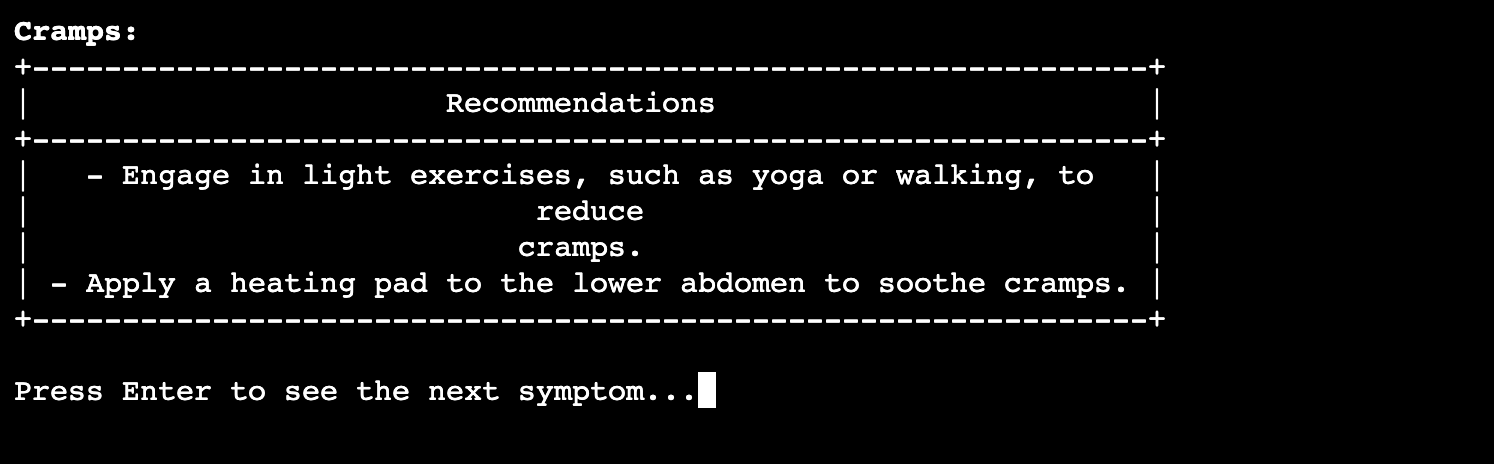 Cramps:
+--------------------------------------------------------------+
| Recommendations |
+--------------------------------------------------------------+
| - Engage in light exercises, such as yoga or walking, to |
| reduce |
| cramps. |
| - Apply a heating pad to the lower abdomen to soothe cramps. |
+--------------------------------------------------------------+
Press Enter to see the next symptom...